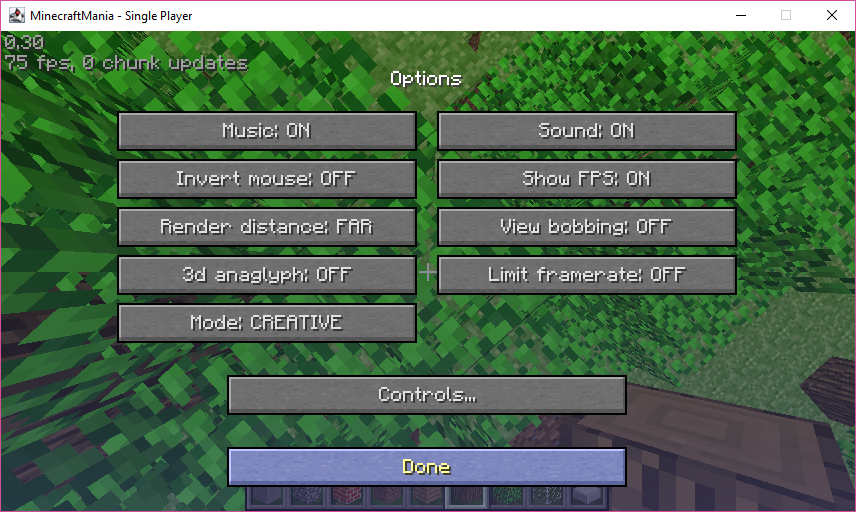 MinecraftMania - Single Player
0.30
75 fps, 0 chunk updates
Options
Music: ON
Sound: ON
Invert mouse: OFF
Show FPS: ON
Render distance: FAR
View bobbing: OFF
3d anaglyph: OFF
Limit framerate: OFF
Mode: CREATIVE
Controls...
Done